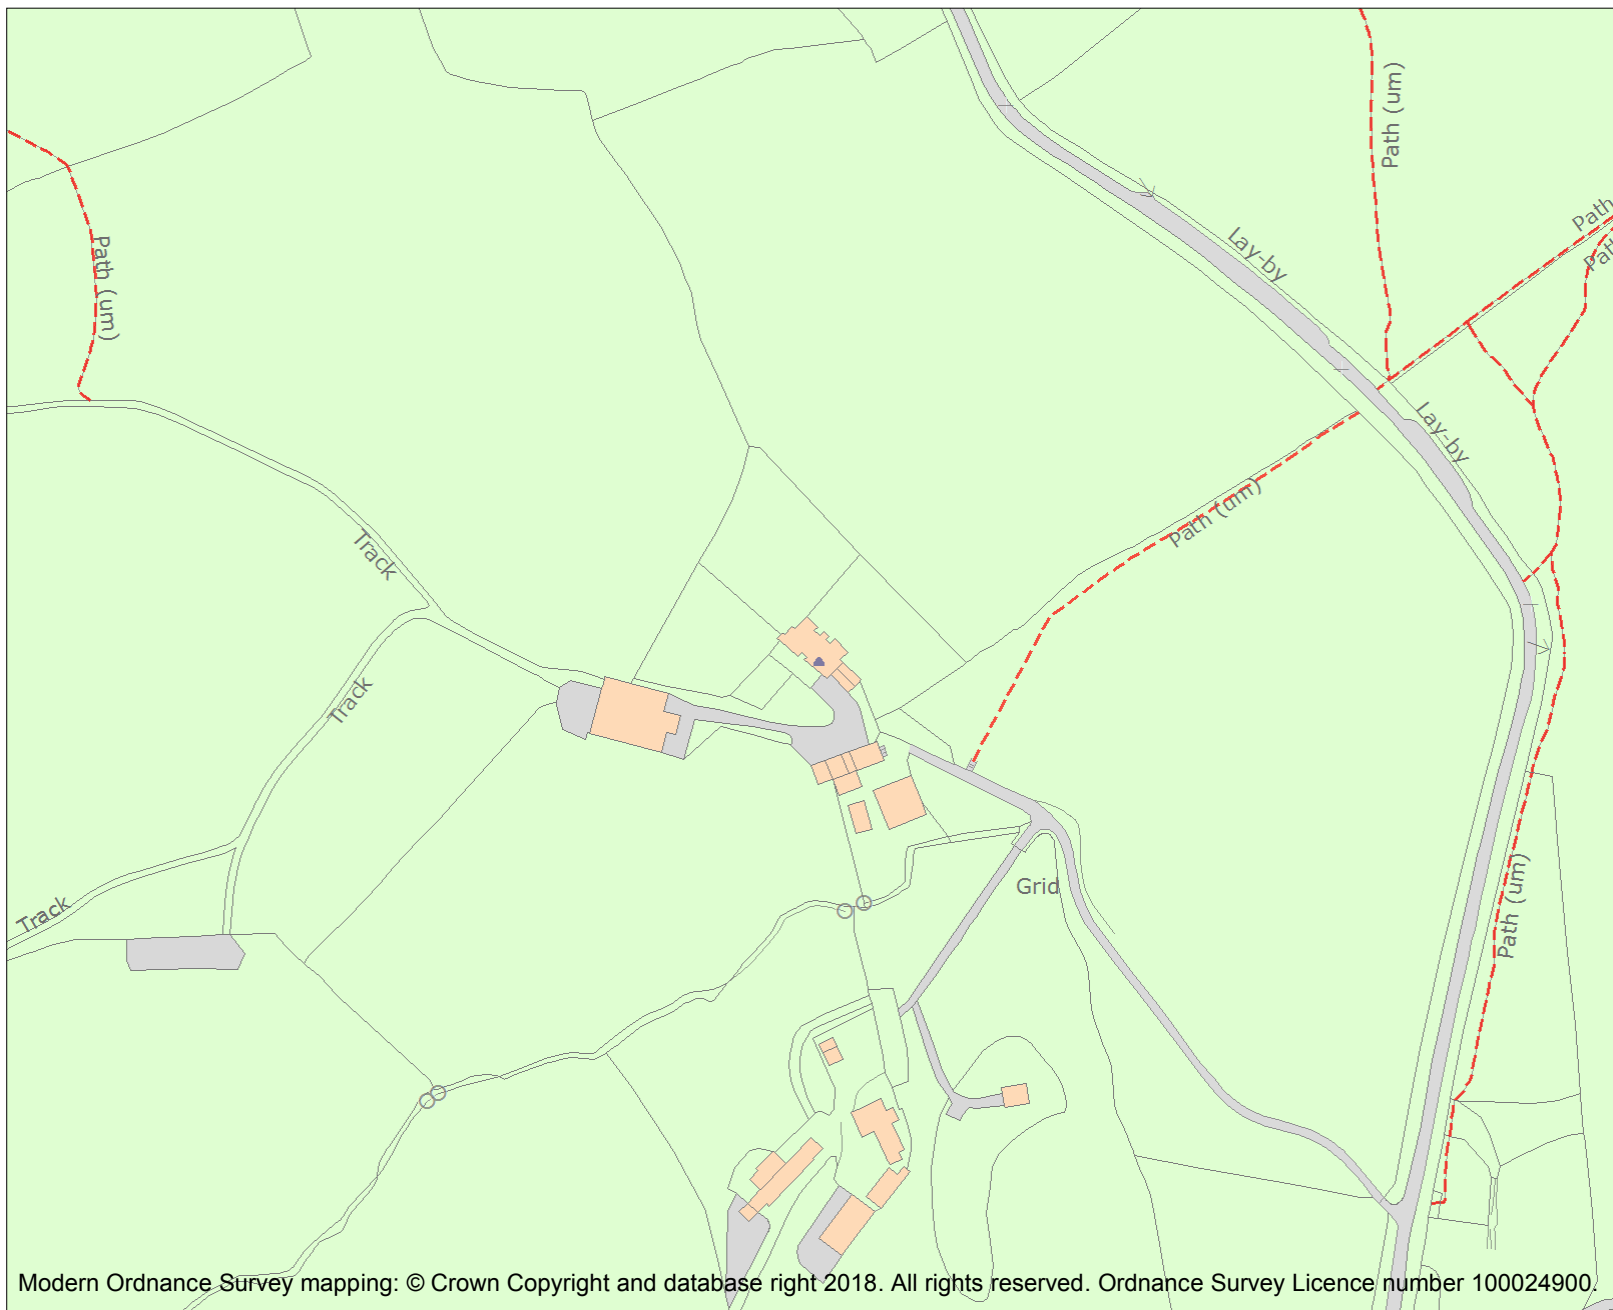 Path (um)
Path
Path
Lay-by
Path (um)
Lay-by
Path (um)
Track
Track
Grid
Path (um)
Track
Modern Ordnance Survey mapping: © Crown Copyright and database right 2018. All rights reserved. Ordnance Survey Licence number 100024900.